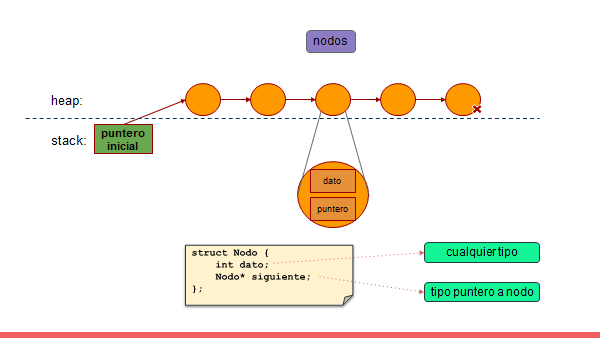 nodos
heap:
stack:
puntero
inicial
dato
puntero
struct Nodo {
int dato;
Nodo* siguiente;
};
cualquier tipo
tipo puntero a nodo